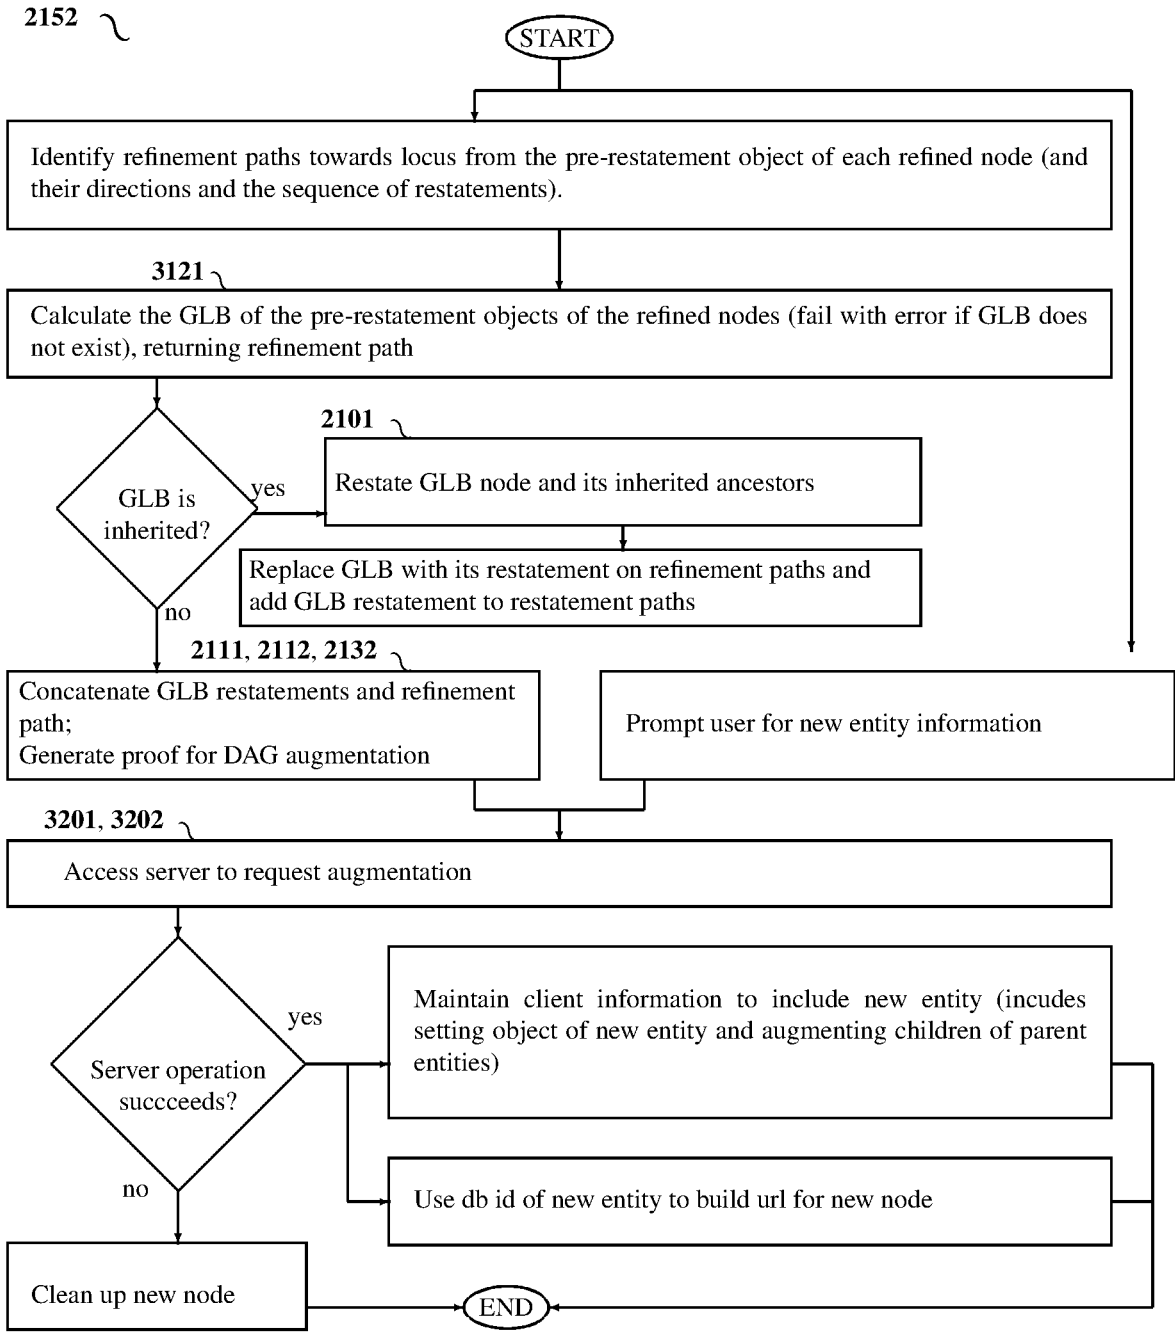 2152
START
Identify refinement paths towards locus from the pre-restatement object of each refined node (and
their directions and the sequence of restatements).
3121
Calculate the GLB of the pre-restatement objects of the refined nodes (fail with error if GLB does
not exist), returning refinement path
2101
GLB is
inherited?
yes
Restate GLB node and its inherited ancestors
Replace GLB with its restatement on refinement paths and
add GLB restatement to restatement paths
no
2111, 2112, 2132
Concatenate GLB restatements and refinement
path;
Generate proof for DAG augmentation
Prompt user for new entity information
3201, 3202
Access server to request augmentation
Server operation
succceeds?
yes
Maintain client information to include new entity (incudes
setting object of new entity and augmenting children of parent
entities)
Use db id of new entity to build url for new node
no
Clean up new node
END